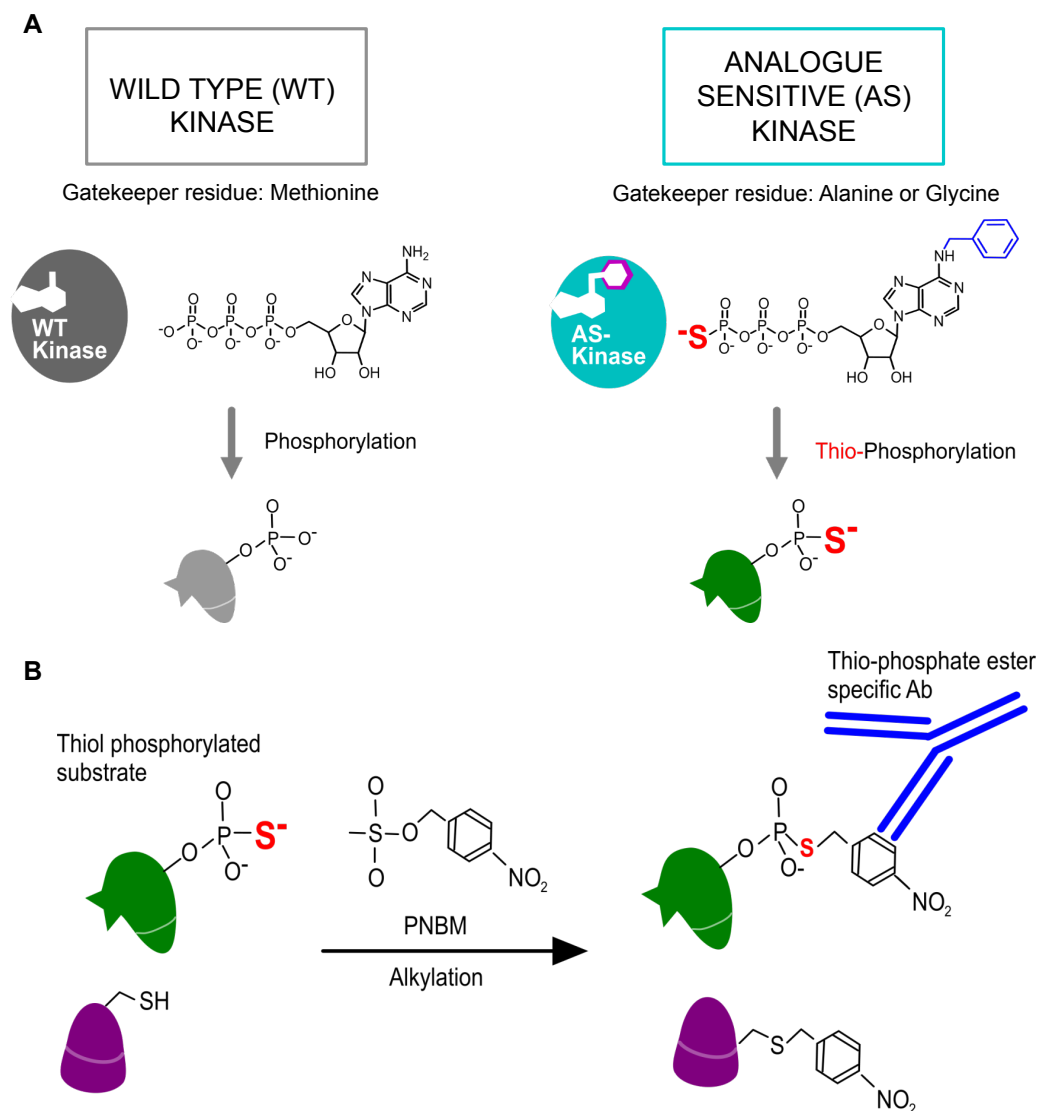 A
WILD TYPE (WT)
KINASE
ANALOGUE
SENSITIVE (AS)
KINASE
Gatekeeper residue: Methionine
Gatekeeper residue: Alanine or Glycine
WT
Kinase
-O P O P O P O
O O O
O- O- O-
O
HO OH
N N N N
NH2
AS-
Kinase
-S P O P O P O
O O O
O- O- O-
O
HO OH
N N N N
NH
Phosphorylation
Thio-Phosphorylation
O
O P O-
O-
O
O P S-
O-
B
Thio-phosphate ester
specific Ab
Thiol phosphorylated
substrate
O
O P S-
O-
O
S O
O
NO2
PNBM
Alkylation
O
O P S
O-
NO2
SH
S
NO2